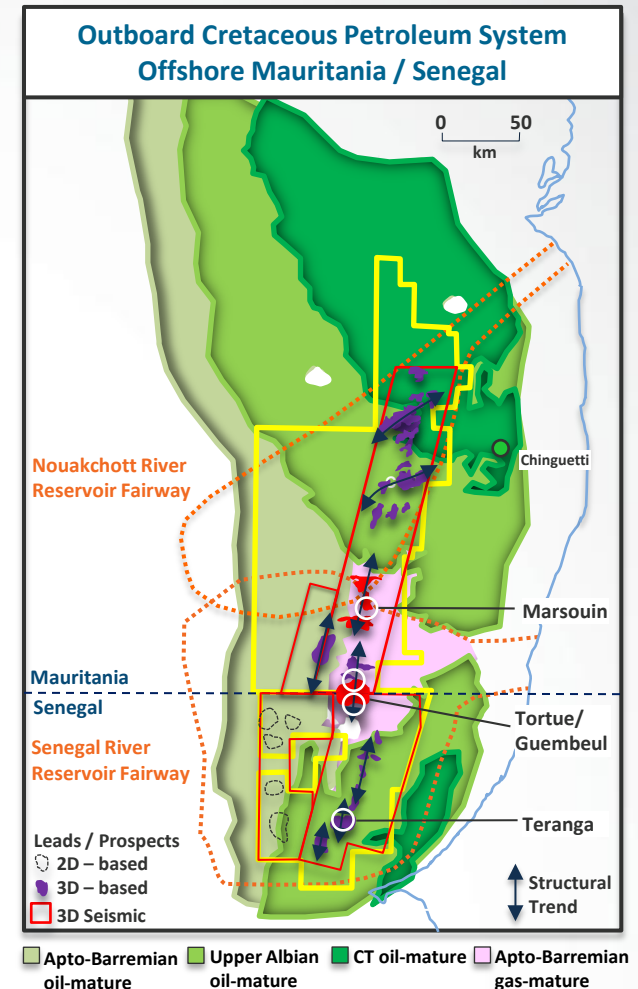 Outboard Cretaceous Petroleum System
Offshore Mauritania / Senegal
0 50
km
Nouakchott River
Reservoir Fairway
Chinguetti
Marsouin
Mauritania
Senegal
Tortue/
Guembeul
Senegal River
Reservoir Fairway
Teranga
Leads / Prospects
2D – based
3D – based
3D Seismic
Structural
Trend
Apto-Barremian
oil-mature
Upper Albian
oil-mature
CT oil-mature
Apto-Barremian
gas-mature